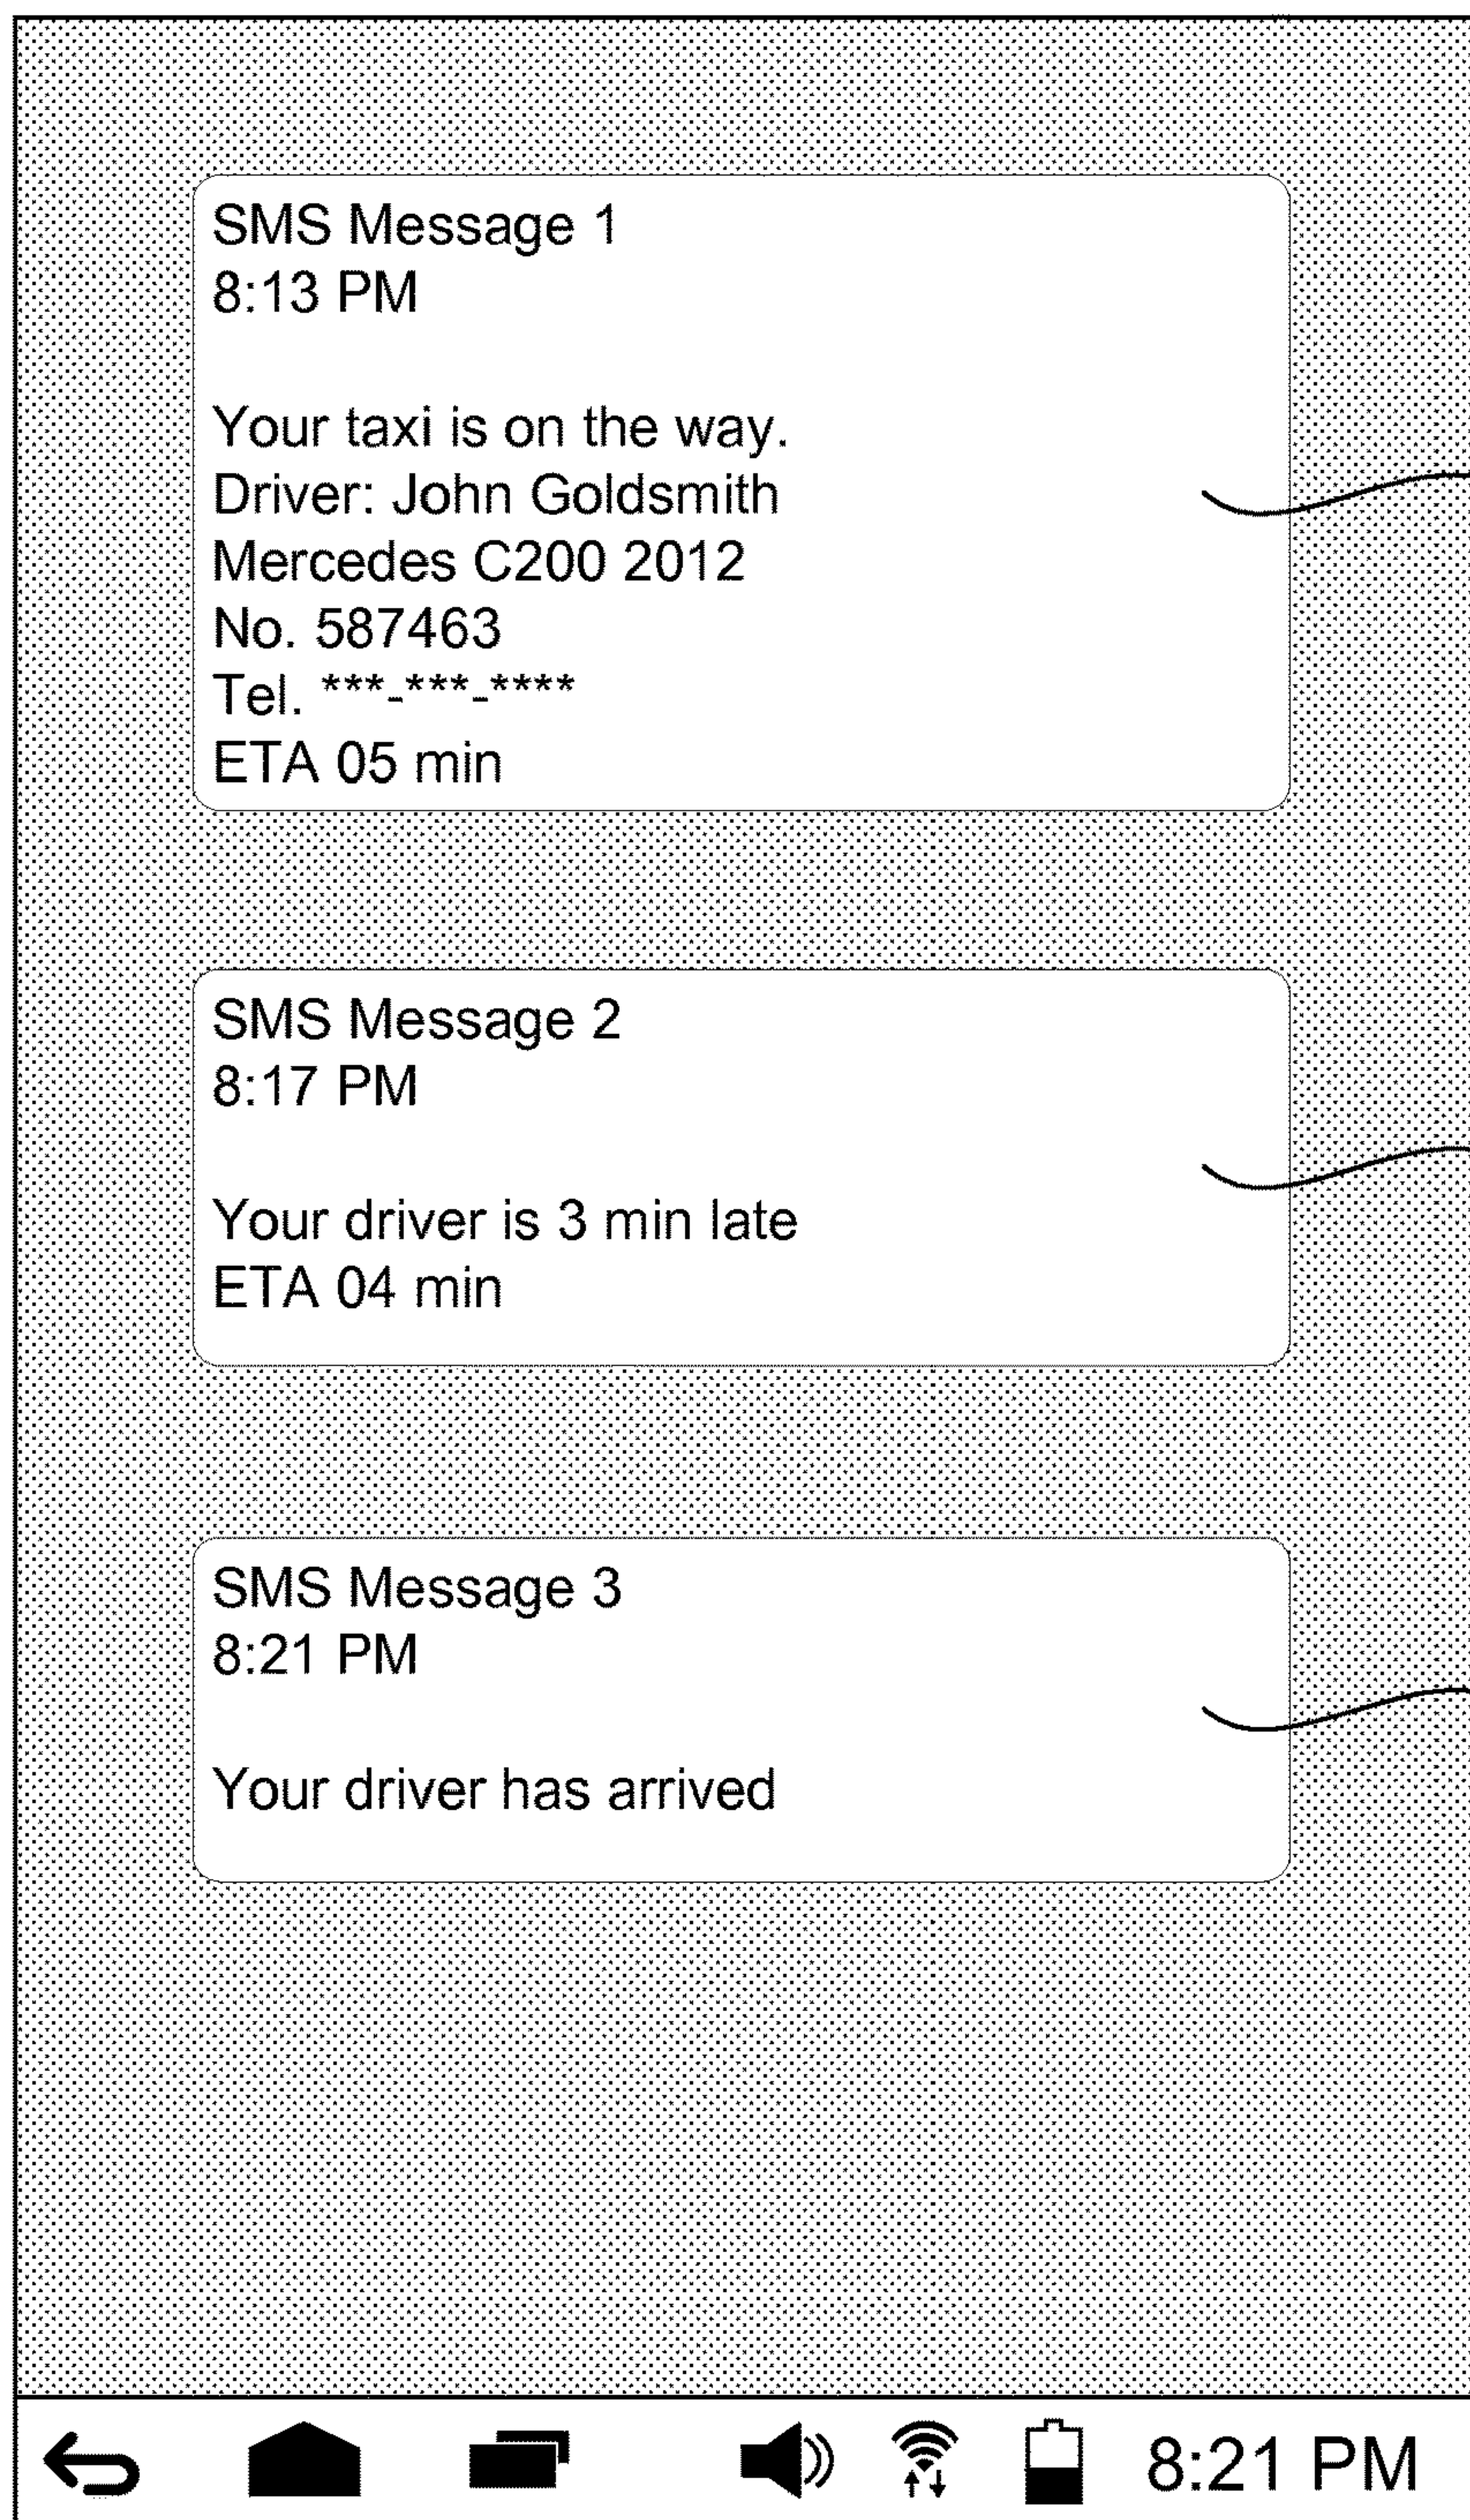 SMS Message 1
8:13 PM
Your taxi is on the way.
Driver: John Goldsmith
Mercedes C200 2012
No. 587463
Tel. ***-***-****
ETA 05 min
SMS Message 2
8:17 PM
Your driver is 3 min late
ETA 04 min
SMS Message 3
8:21 PM
Your driver has arrived
8:21 PM